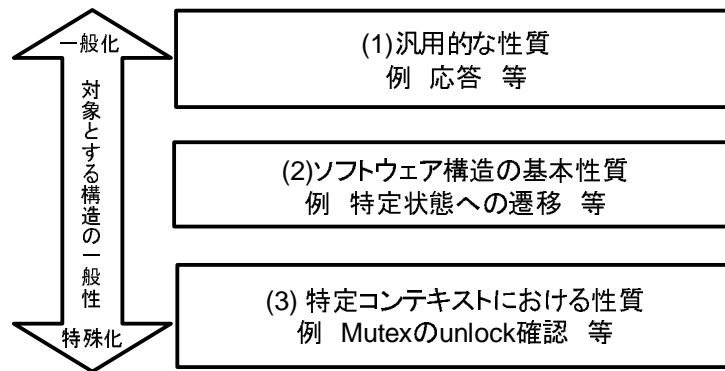 一般化
対象とする構造の一般性
特殊化
(1)汎用的な性質
例 応答 等
(2)ソフトウェア構造の基本性質
例 特定状態への遷移 等
(3) 特定コンテキストにおける性質
例 Mutexのunlock確認 等